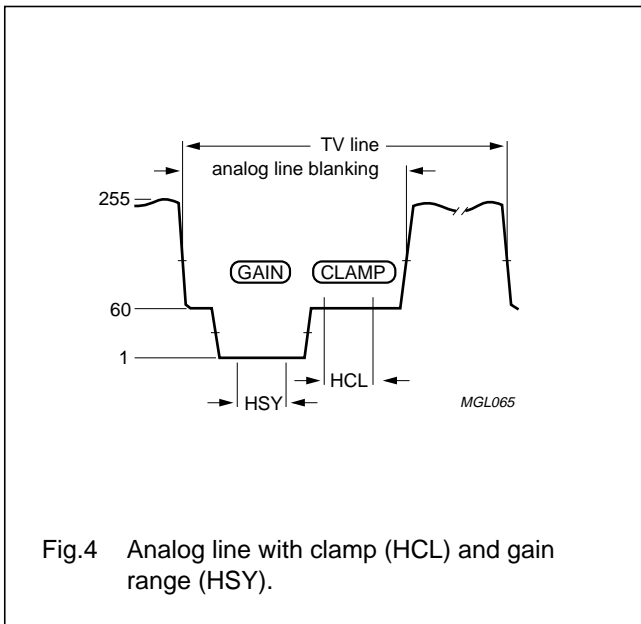 TV line
analog line blanking
255
GAIN CLAMP
60
1
HCL
HSY
MGL065
Fig.4 Analog line with clamp (HCL) and gain
range (HSY).